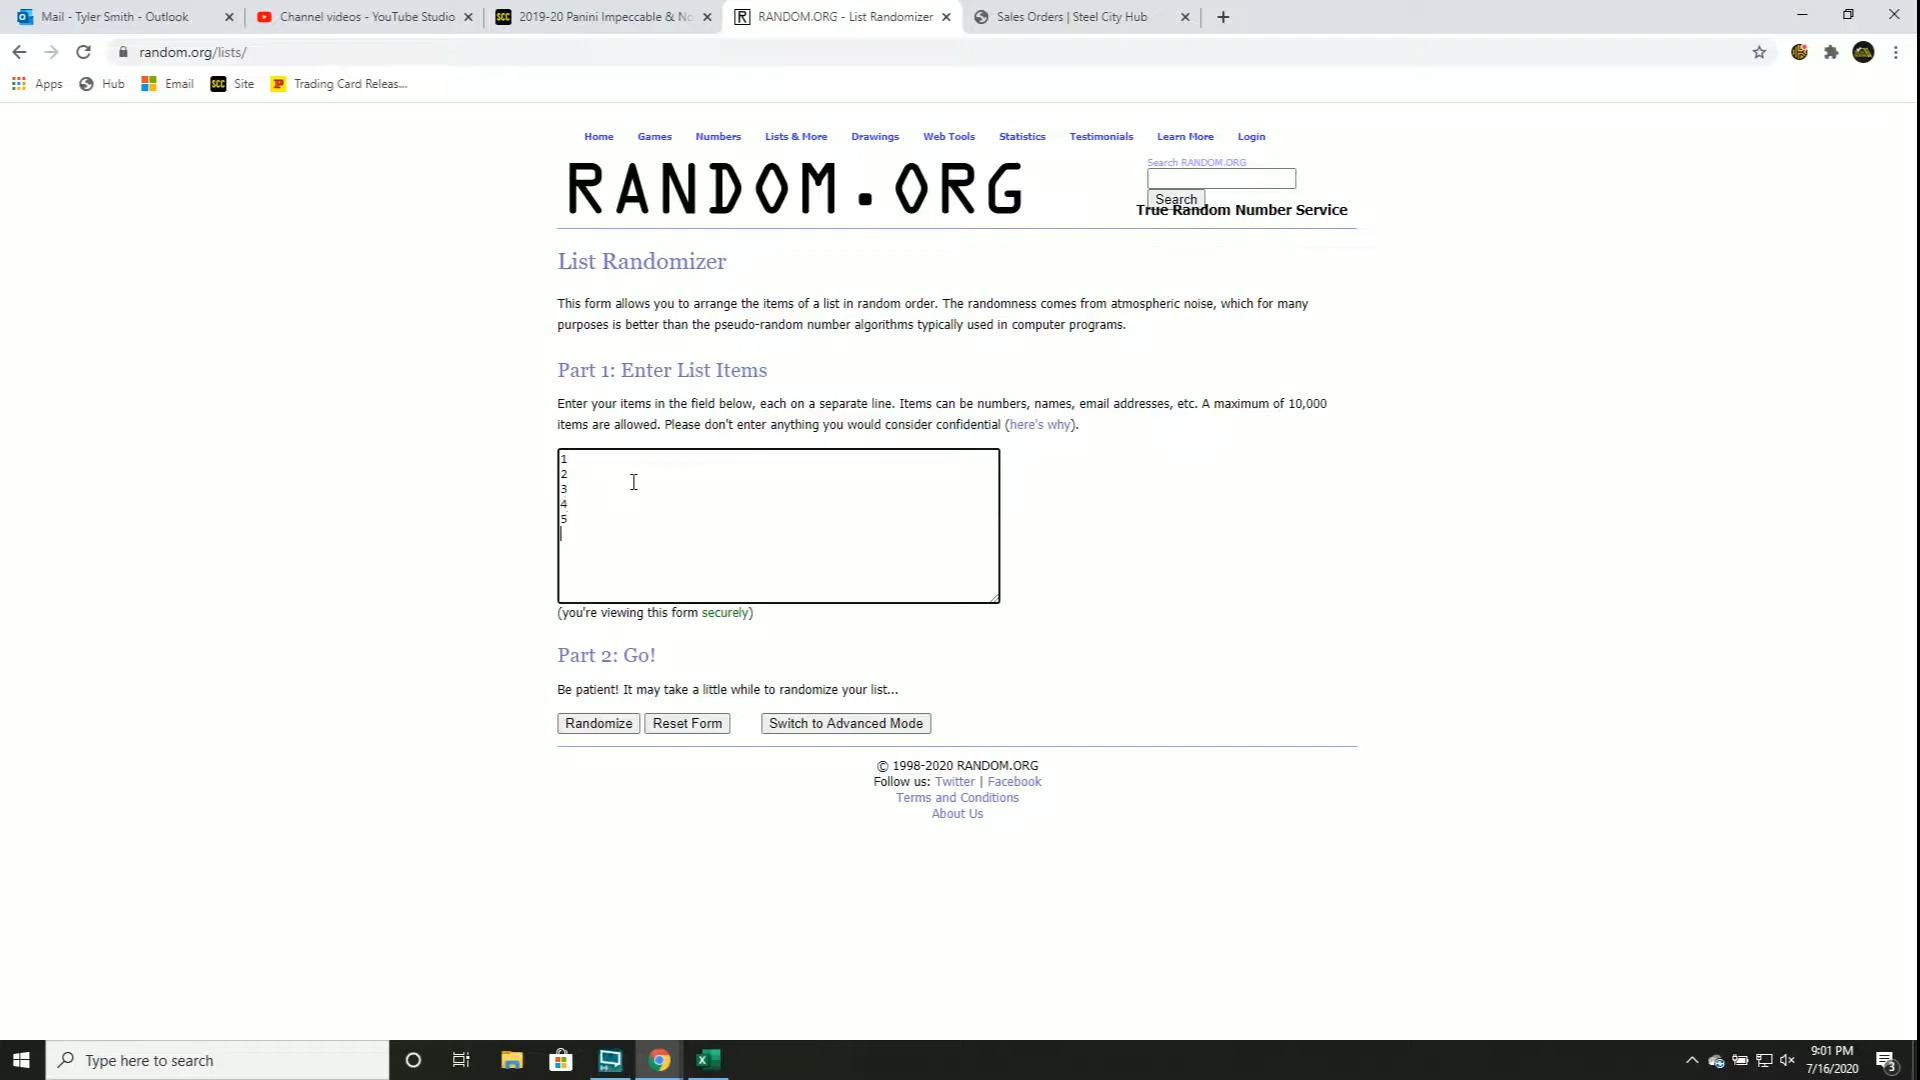 Mail - Tyler Smith - Outlook
Channel videos - YouTube Studio
SCC 2019-20 Panini Impeccable & No
R RANDOM.ORG - List Randomizer
Sales Orders | Steel City Hub
random.org/lists/
Apps Hub Email SCC Site Trading Card Releas...
Home Games Numbers Lists & More Drawings Web Tools Statistics Testimonials Learn More Login
RANDOM.ORG
Search RANDOM.ORG
Search
True Random Number Service
List Randomizer
This form allows you to arrange the items of a list in random order. The randomness comes from atmospheric noise, which for many
purposes is better than the pseudo-random number algorithms typically used in computer programs.
Part 1: Enter List Items
Enter your items in the field below, each on a separate line. Items can be numbers, names, email addresses, etc. A maximum of 10,000
items are allowed. Please don't enter anything you would consider confidential (here's why).
1
2
3
4
5
(you're viewing this form securely)
Part 2: Go!
Be patient! It may take a little while to randomize your list...
Randomize Reset Form Switch to Advanced Mode
© 1998-2020 RANDOM.ORG
Follow us: Twitter | Facebook
Terms and Conditions
About Us
Type here to search
9:01 PM
7/16/2020
3